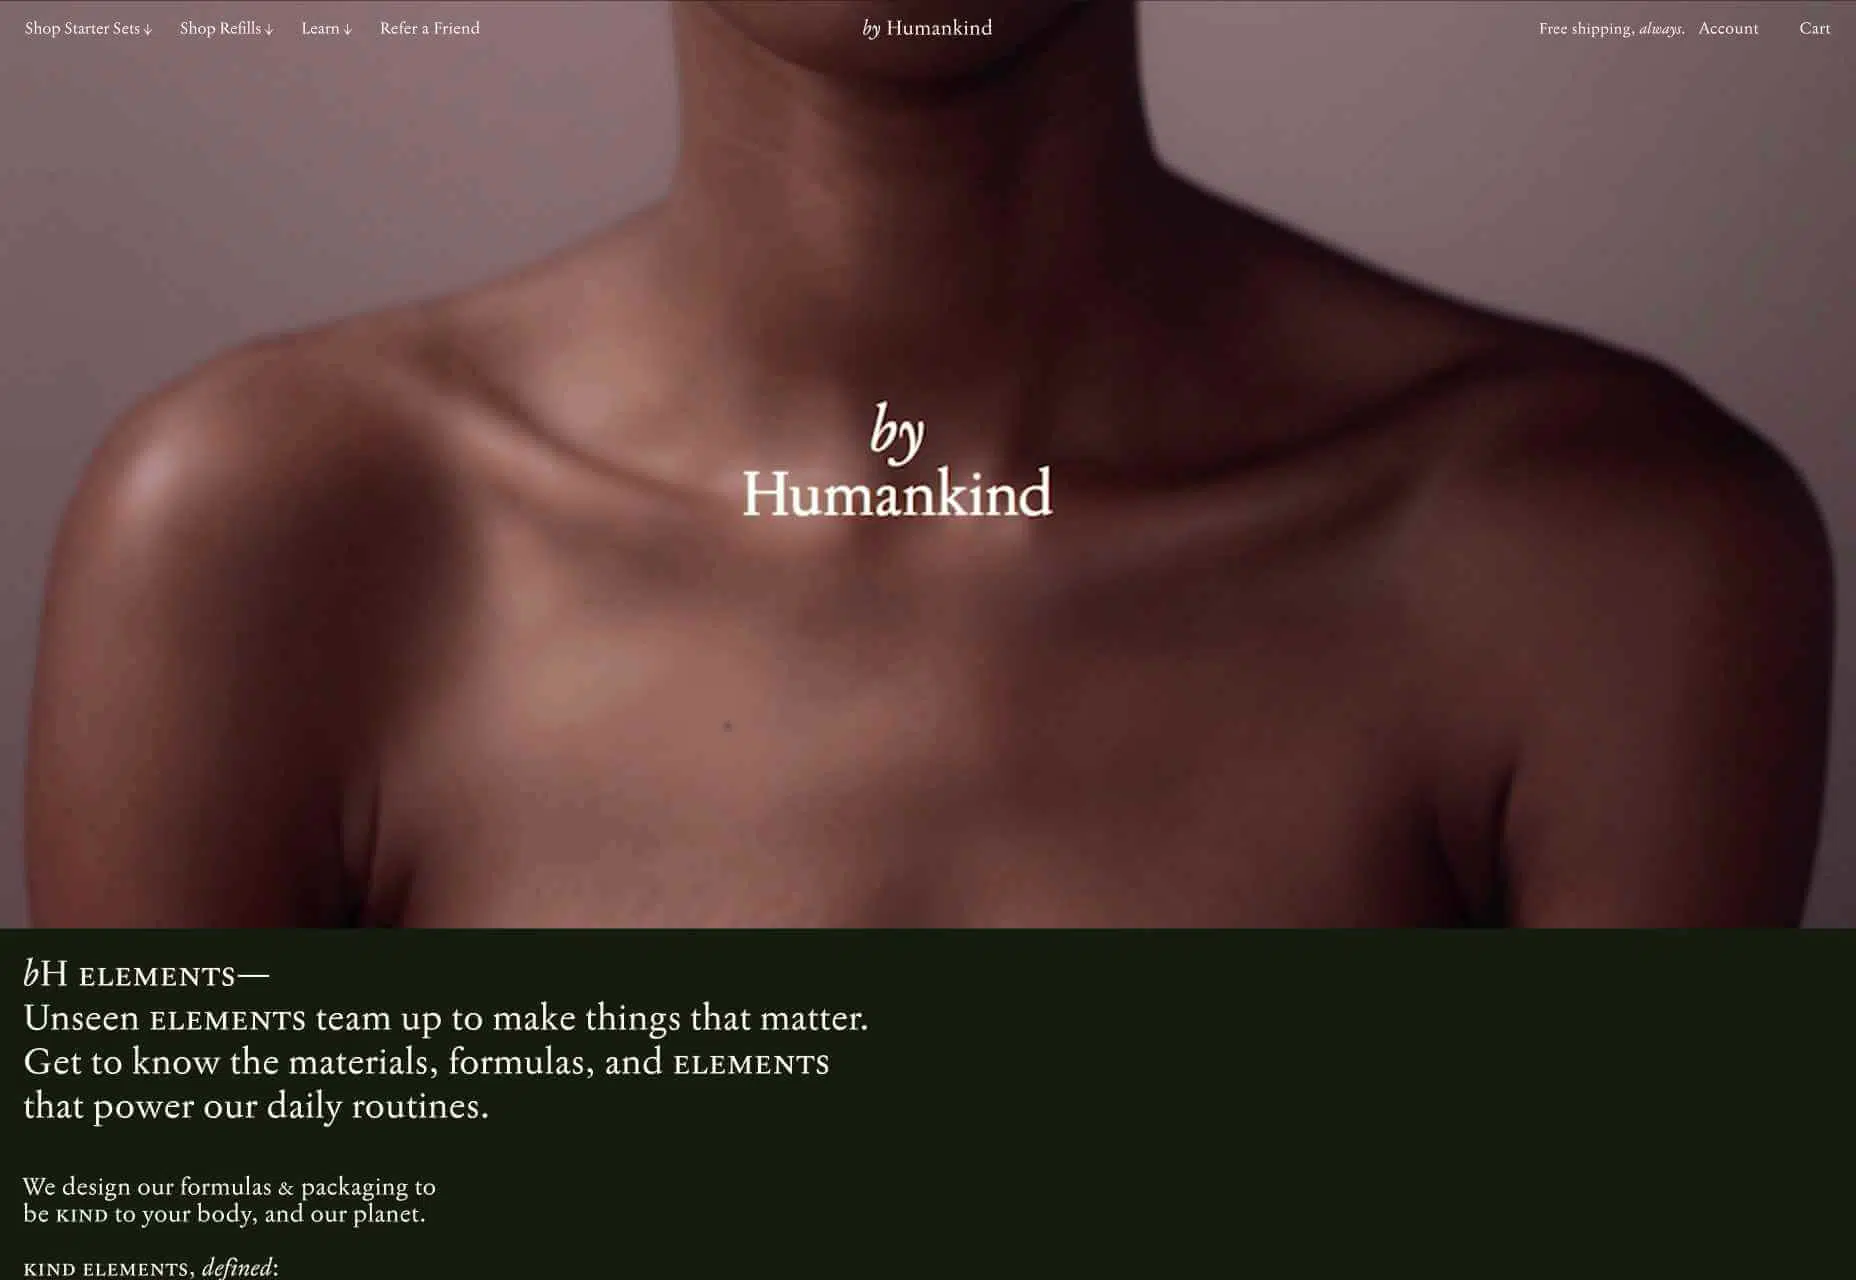 Shop Starter Sets ↓ Shop Refills ↓ Learn ↓ Refer a Friend by Humankind Free shipping, always. Account Cart
by
Humankind
bH ELEMENTS—
Unseen ELEMENTS team up to make things that matter.
Get to know the materials, formulas, and ELEMENTS
that power our daily routines.
We design our formulas & packaging to
be KIND to your body, and our planet.
KIND ELEMENTS, defined: